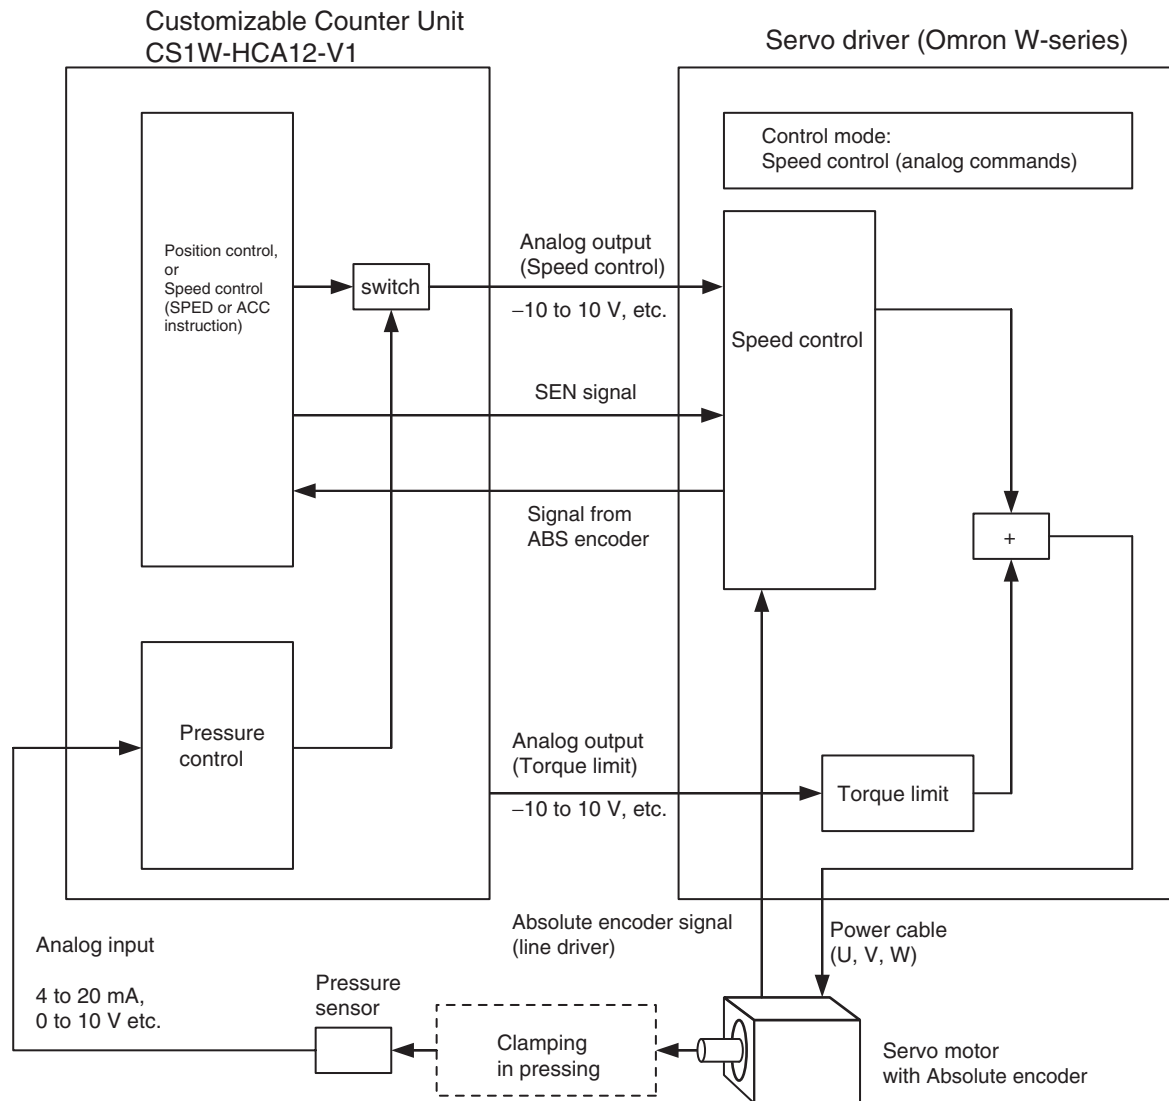 Customizable Counter Unit
CS1W-HCA12-V1
Servo driver (Omron W-series)
Control mode:
Speed control (analog commands)
Position control,
or
Speed control
(SPED or ACC
instruction)
switch
Analog output
(Speed control)
–10 to 10 V, etc.
Speed control
SEN signal
Signal from
ABS encoder
+
Pressure
control
Analog output
(Torque limit)
–10 to 10 V, etc.
Torque limit
Absolute encoder signal
(line driver)
Power cable
(U, V, W)
Analog input
4 to 20 mA,
0 to 10 V etc.
Pressure
sensor
Clamping
in pressing
Servo motor
with Absolute encoder